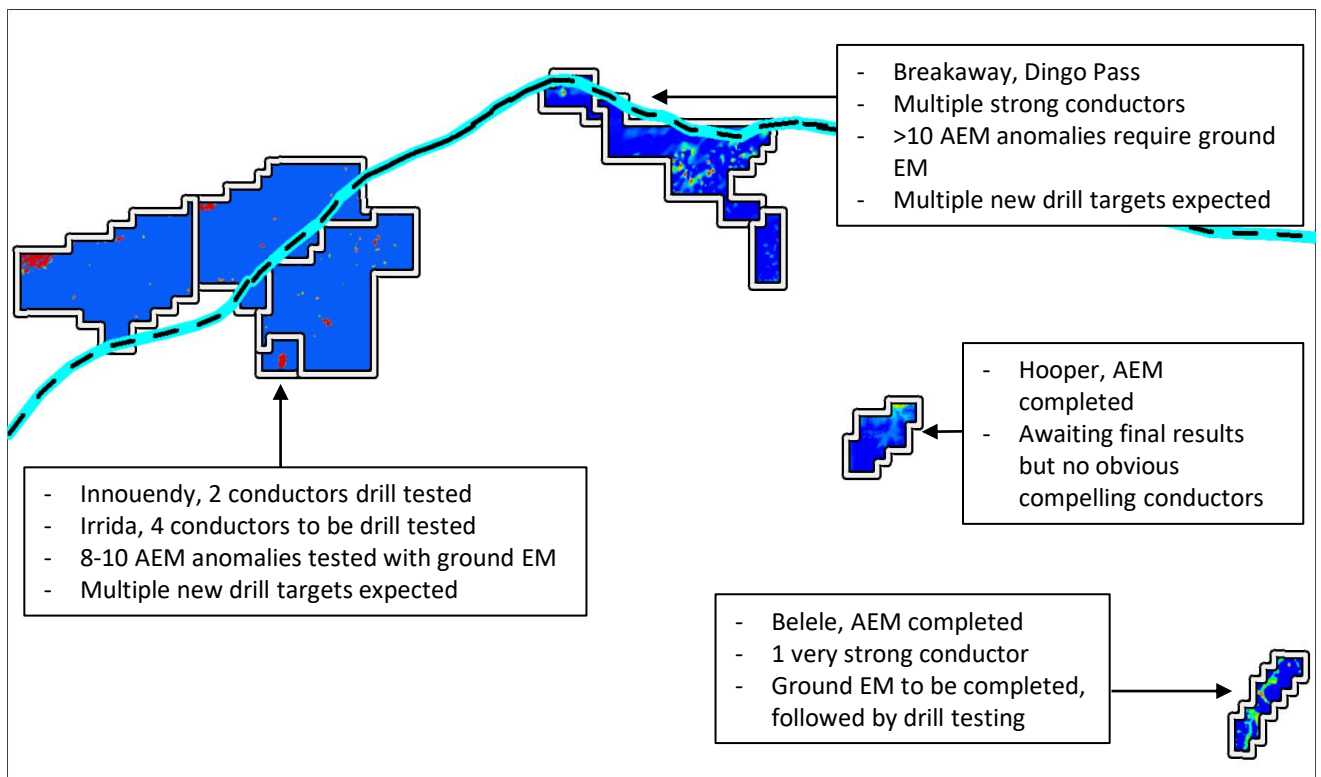 - Breakaway, Dingo Pass
- Multiple strong conductors
- >10 AEM anomalies require ground
EM
- Multiple new drill targets expected
- Hooper, AEM
completed
- Awaiting final results
but no obvious
compelling conductors
- Innouendy, 2 conductors drill tested
- Irrida, 4 conductors to be drill tested
- 8-10 AEM anomalies tested with ground EM
- Multiple new drill targets expected
- Belele, AEM completed
- 1 very strong conductor
- Ground EM to be completed,
followed by drill testing